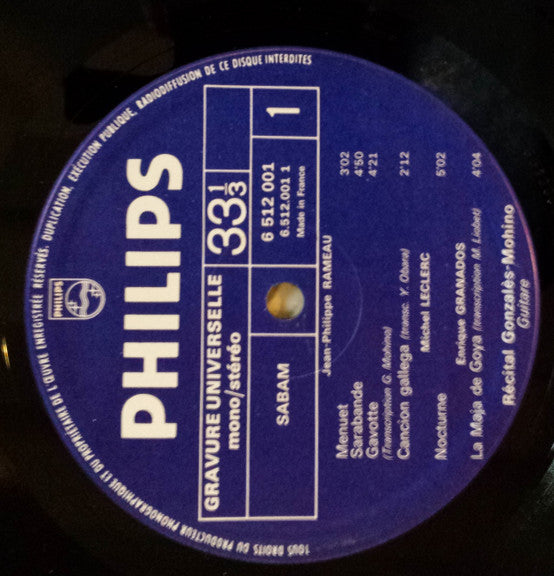 TOUS DROITS DU PRODUCTEUR PHONOGRAPHIQUE ET DU PROPRIÉTAIRE DE L'ŒUVRE ENREGISTRÉE RÉSERVÉS. DUPLICATION, EXÉCUTION PUBLIQUE, RADIODIFFUSION DE CE DISQUE INTERDITES
PHILIPS
PHILIPS
GRAVURE UNIVERSELLE
mono/stéréo
33 1/3
SABAM
6 512 001
6.512.001 1
Made in France
1
Jean-Philippe RAMEAU
Menuet 3'02
Sarabande 4'50
Gavotte 4'21
(Transcription G. Mohino)
Cancion gallega (transc. Y. Obara) 2'12
Michel LECLERC
Nocturne 5'02
Enrique GRANADOS
La Maja de Goya (transcription M. Llobet) 4'04
Récital Gonzalès-Mohino
Guitare